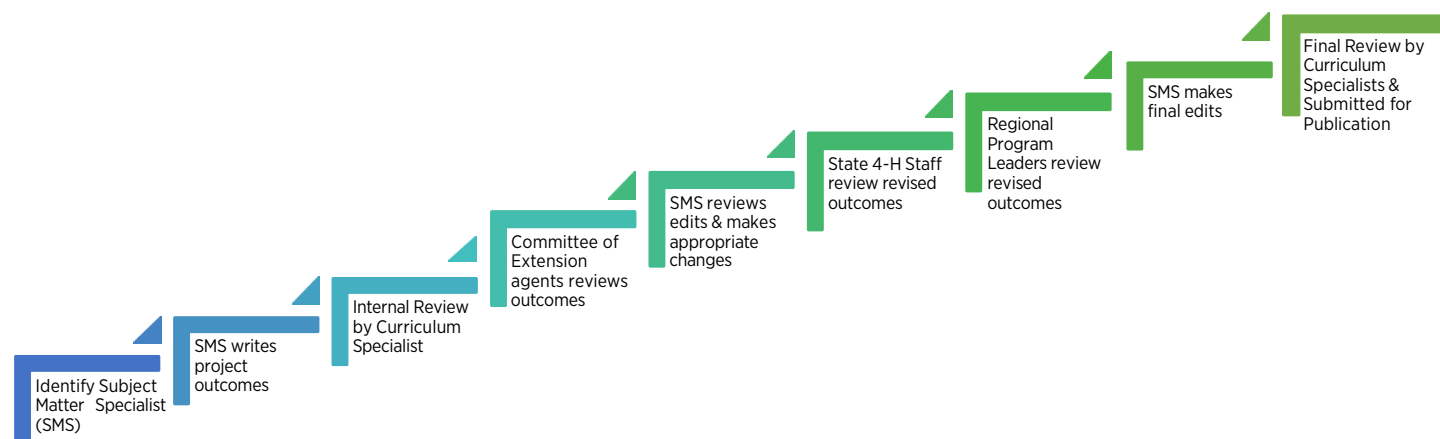 Identify Subject
Matter Specialist
(SMS)
SMS writes
project
outcomes
Internal Review
by Curriculum
Specialist
Committee of
Extension
agents reviews
outcomes
SMS reviews
edits & makes
appropriate
changes
State 4-H Staff
review revised
outcomes
Regional
Program
Leaders review
revised
outcomes
SMS makes
final edits
Final Review by
Curriculum
Specialists &
Submitted for
Publication